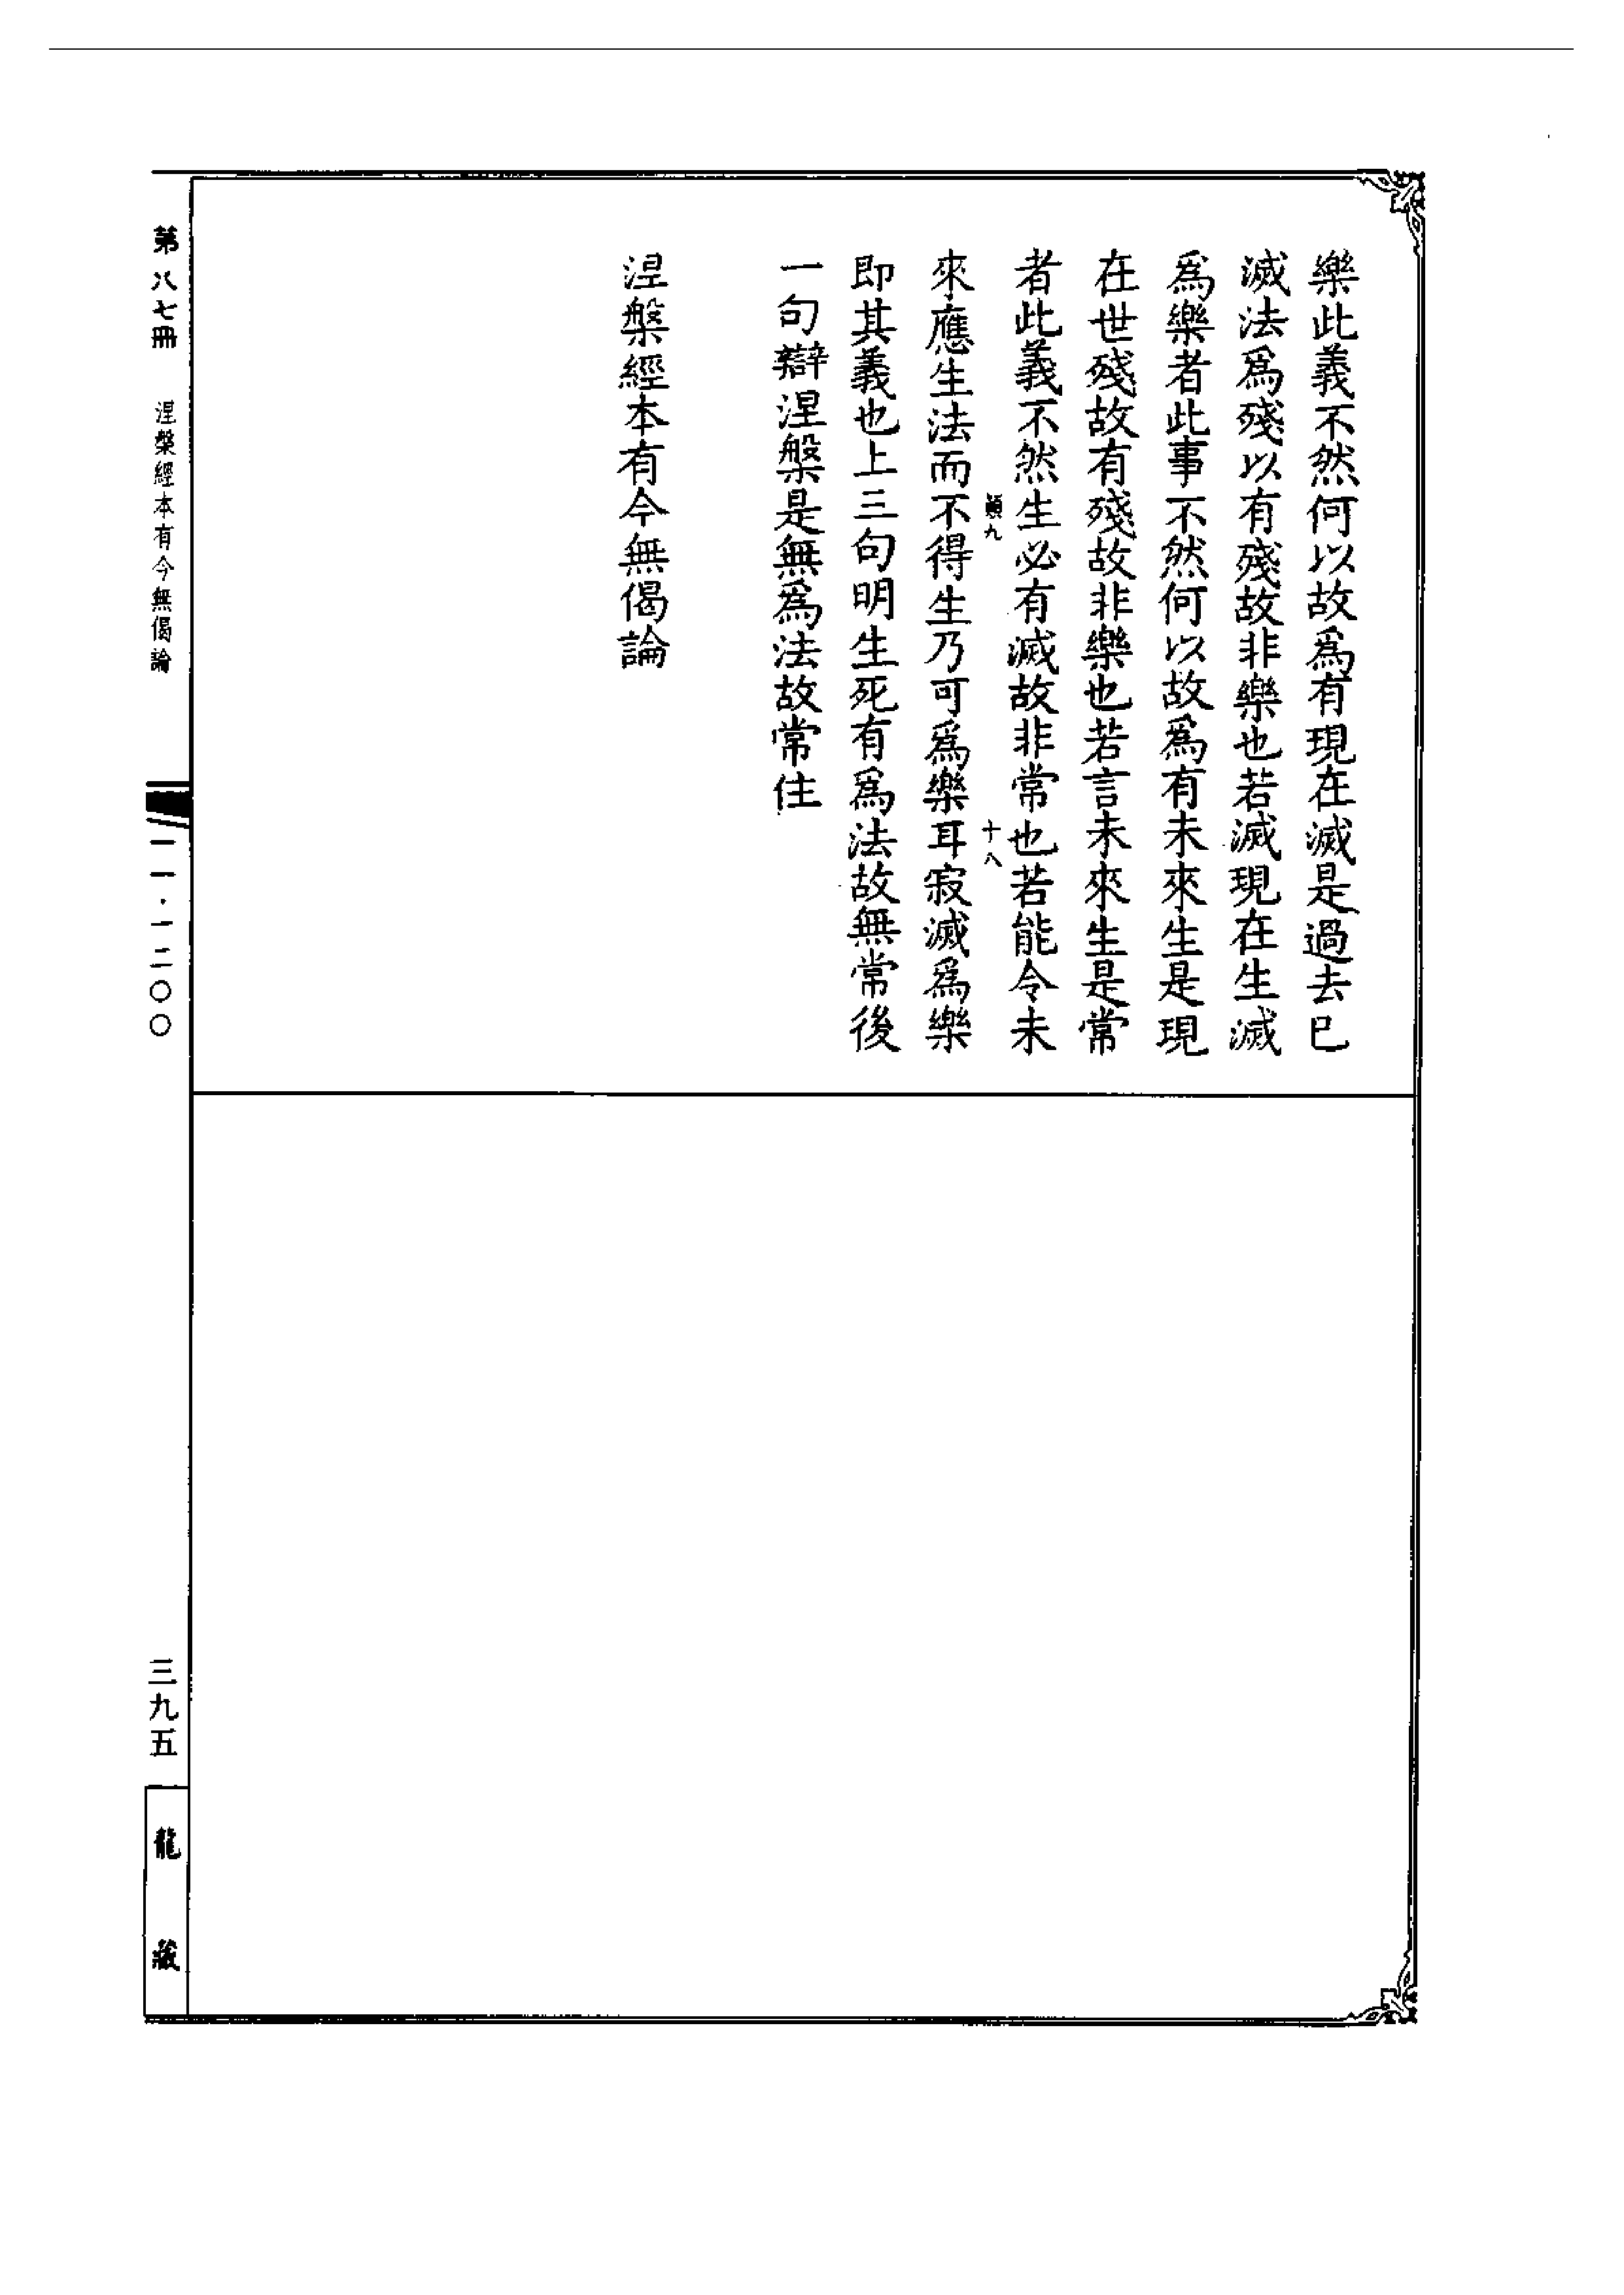 樂此義不然何以故爲有現在滅是過去已
滅法爲殘以有殘故非樂也若滅現在生滅
爲樂者此事不然何以故爲有未來生是現
在世殘故有殘故非樂也若言未來生是常
者此義不然生必有滅故非常也若能令未
九
十八
來應生法而不得生乃可爲樂耳寂滅爲樂
即其義也上三句明生死有爲法故無常後
一句辯涅槃是無爲法故常住
涅槃經本有今無偈論
第八七冊 涅槃經本有今無偈論
一一·一二〇〇
三九五
龍藏